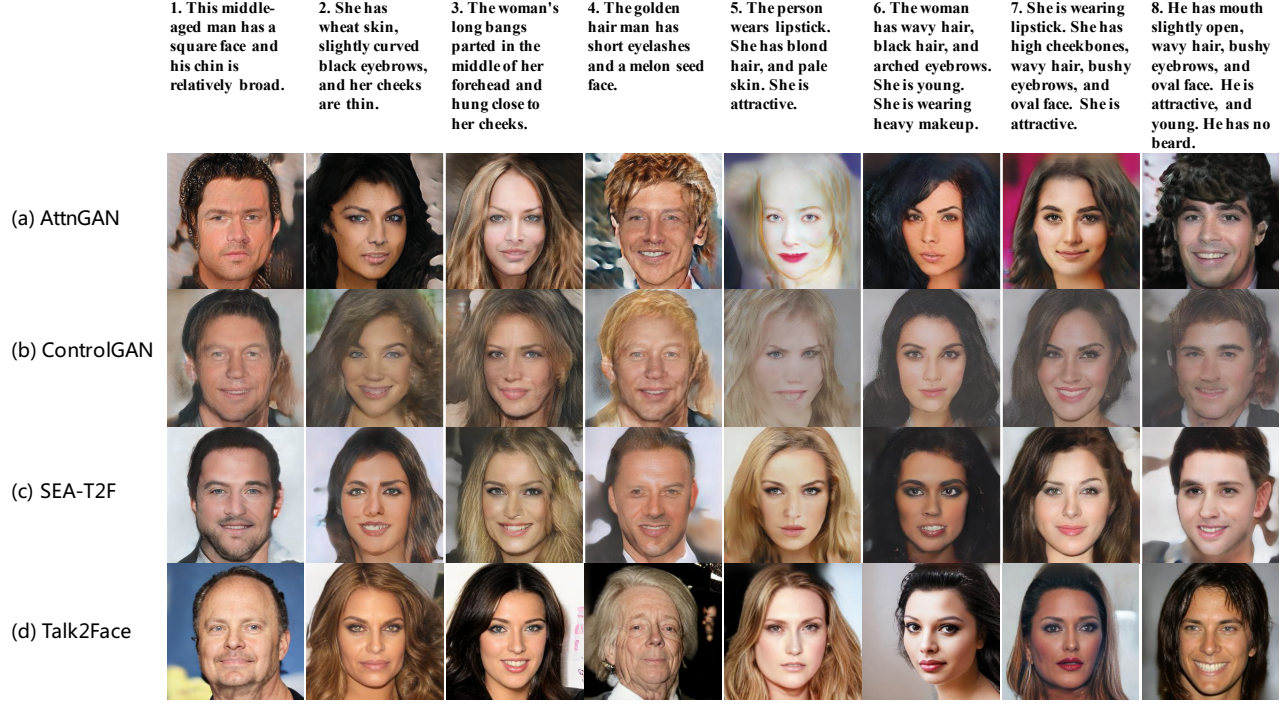 1. This middle-
aged man has a
square face and
his chin is
relatively broad.
2. She has
wheat skin,
slightly curved
black eyebrows,
and her cheeks
are thin.
3. The woman's
long bangs
parted in the
middle of her
forehead and
hung close to
her cheeks.
4. The golden
hair man has
short eyelashes
and a melon seed
face.
5. The person
wears lipstick.
She has blond
hair, and pale
skin. She is
attractive.
6. The woman
has wavy hair,
black hair, and
arched eyebrows.
She is young.
She is wearing
heavy makeup.
7. She is wearing
lipstick. She has
high cheekbones,
wavy hair, bushy
eyebrows, and
oval face. She is
attractive.
8. He has mouth
slightly open,
wavy hair, bushy
eyebrows, and
oval face. He is
attractive, and
young. He has no
beard.
(a) AttnGAN
(b) ControlGAN
(c) SEA-T2F
(d) Talk2Face